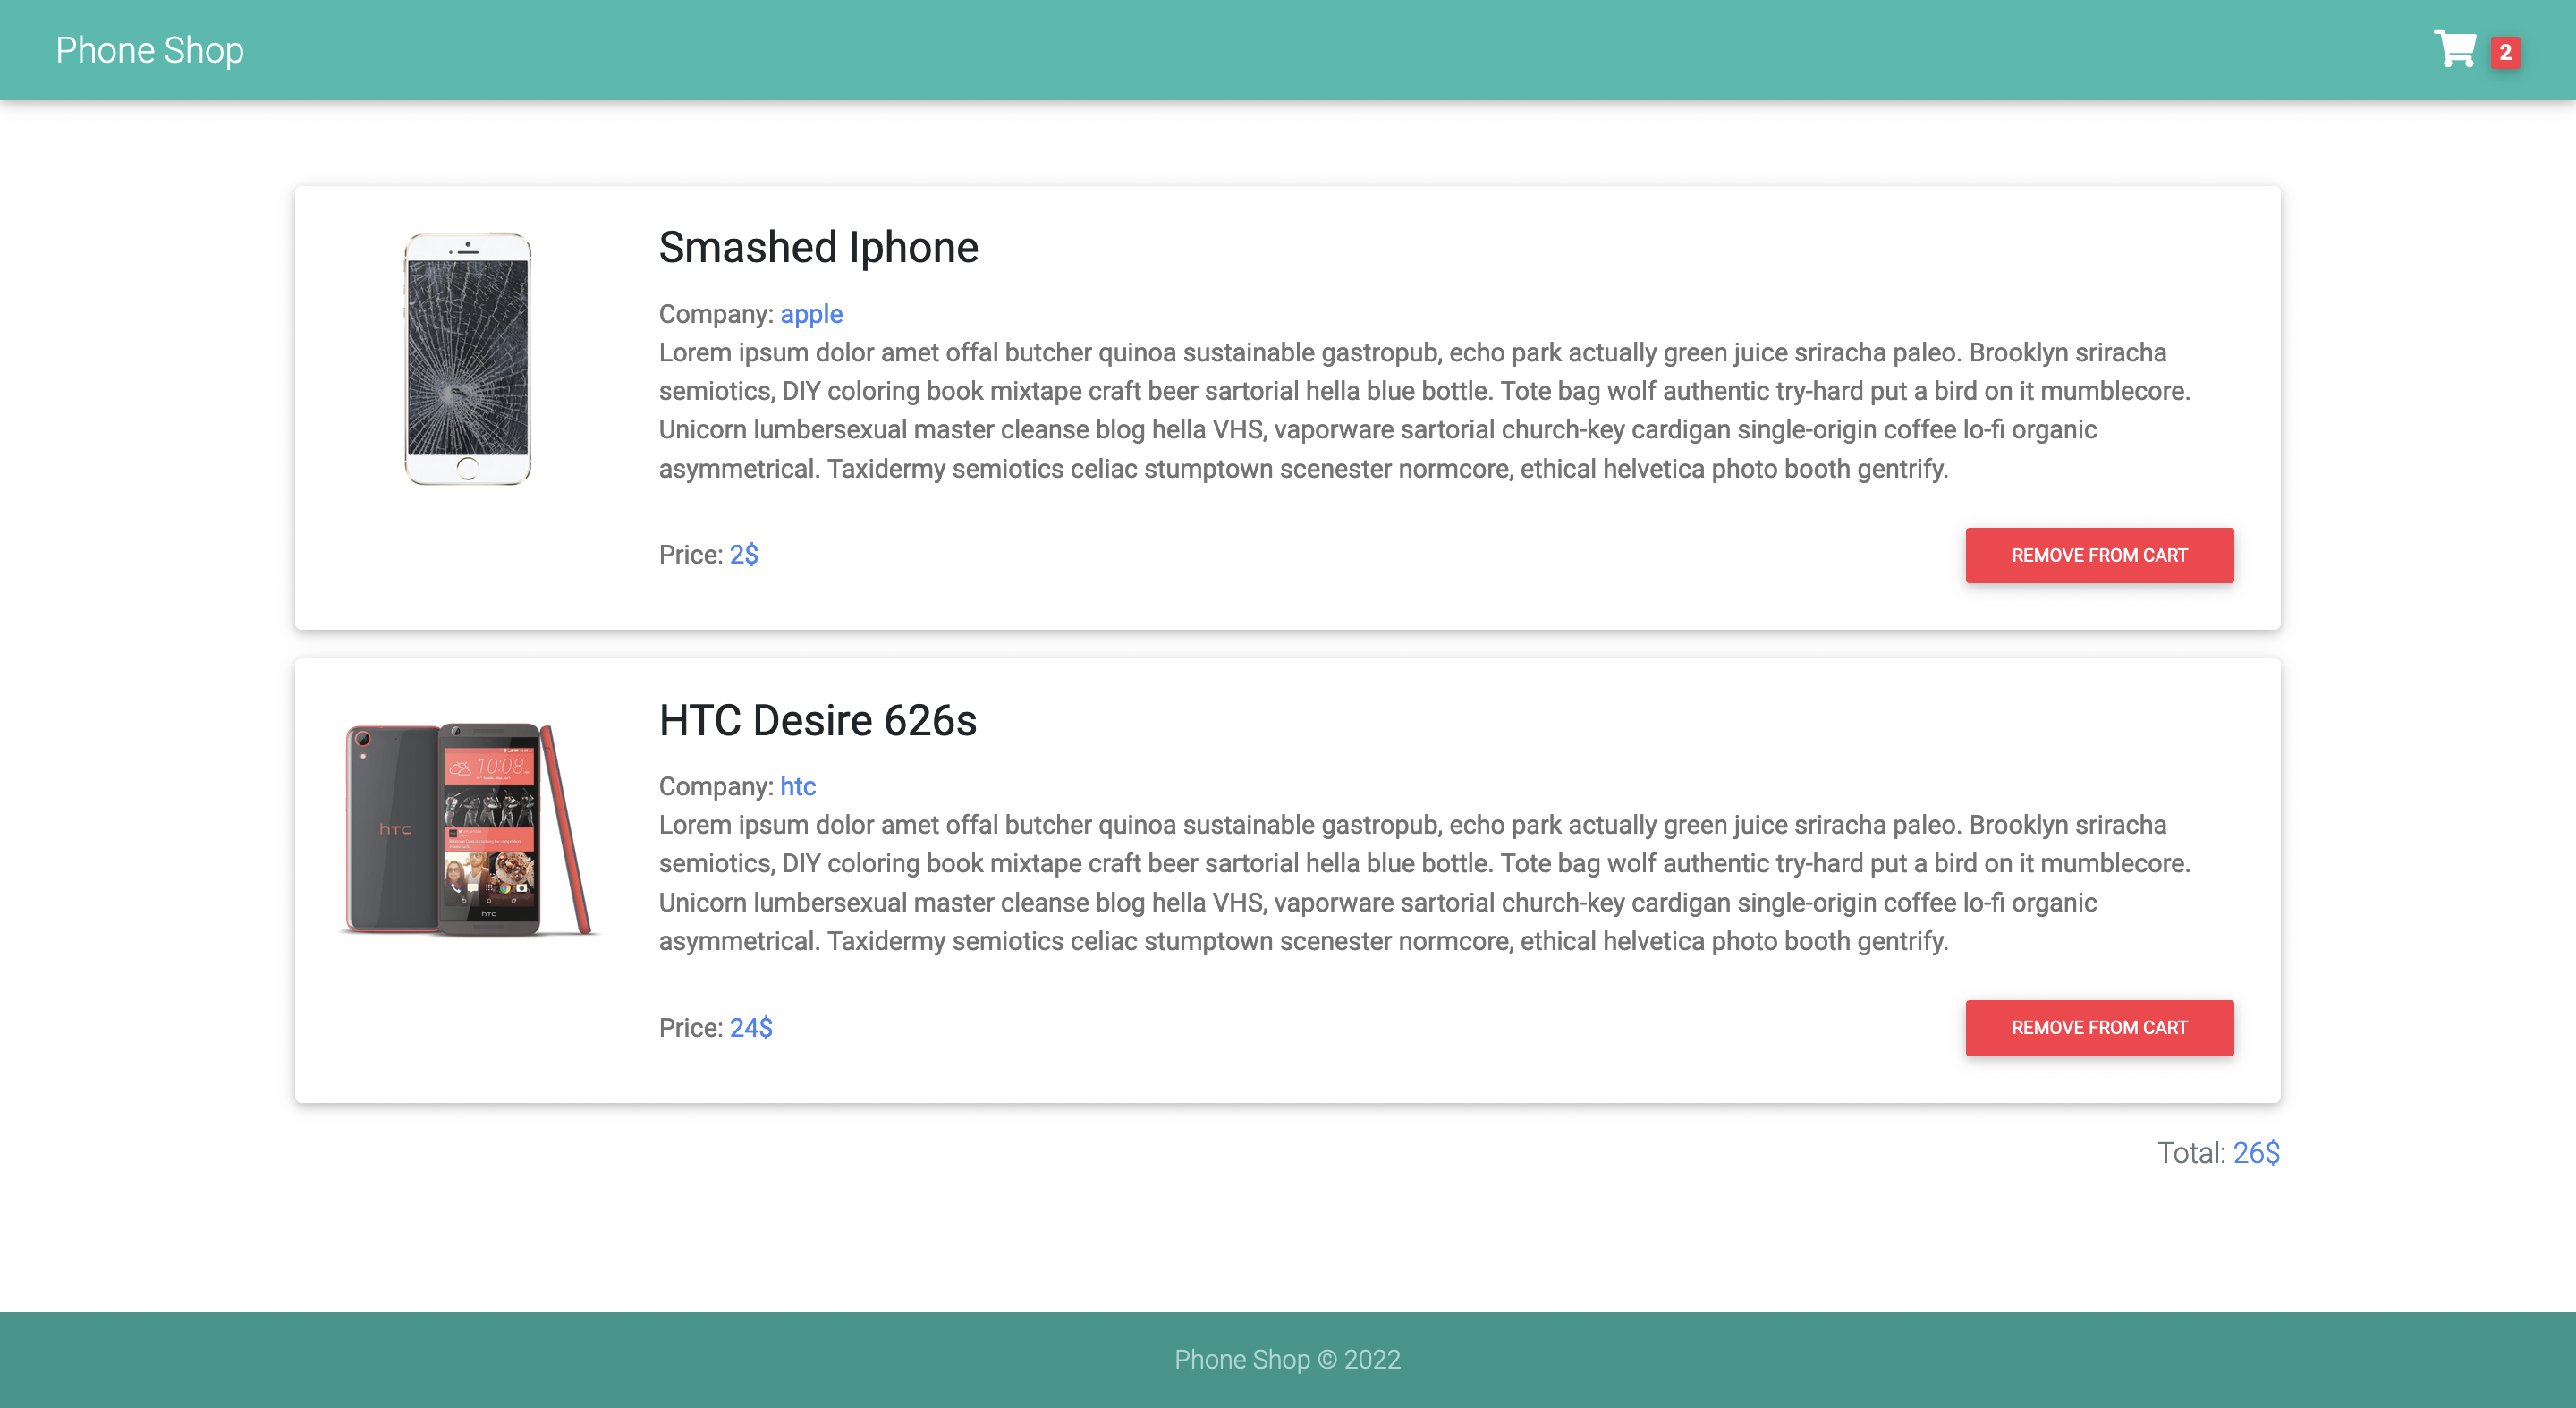 Phone Shop
2
Smashed Iphone
Company: apple
Lorem ipsum dolor amet offal butcher quinoa sustainable gastropub, echo park actually green juice sriracha paleo. Brooklyn sriracha
semiotics, DIY coloring book mixtape craft beer sartorial hella blue bottle. Tote bag wolf authentic try-hard put a bird on it mumblecore.
Unicorn lumbersexual master cleanse blog hella VHS, vaporware sartorial church-key cardigan single-origin coffee lo-fi organic
asymmetrical. Taxidermy semiotics celiac stumptown scenester normcore, ethical helvetica photo booth gentrify.
Price: 2$
REMOVE FROM CART
HTC Desire 626s
10:08
hTC
hTC
Company: htc
Lorem ipsum dolor amet offal butcher quinoa sustainable gastropub, echo park actually green juice sriracha paleo. Brooklyn sriracha
semiotics, DIY coloring book mixtape craft beer sartorial hella blue bottle. Tote bag wolf authentic try-hard put a bird on it mumblecore.
Unicorn lumbersexual master cleanse blog hella VHS, vaporware sartorial church-key cardigan single-origin coffee lo-fi organic
asymmetrical. Taxidermy semiotics celiac stumptown scenester normcore, ethical helvetica photo booth gentrify.
Price: 24$
REMOVE FROM CART
Total: 26$
Phone Shop © 2022